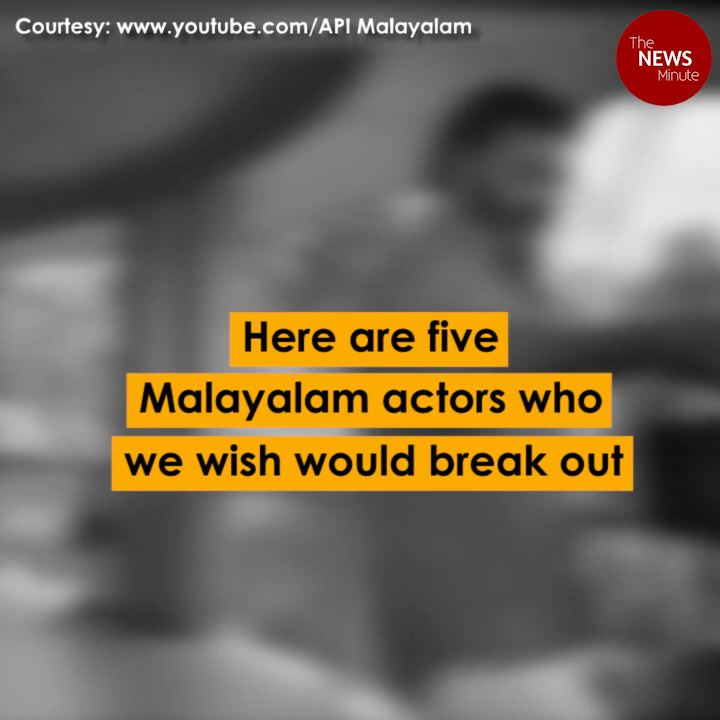 Courtesy: www.youtube.com/API Malayalam
The
NEWS
Minute
Here are five
Malayalam actors who
we wish would break out